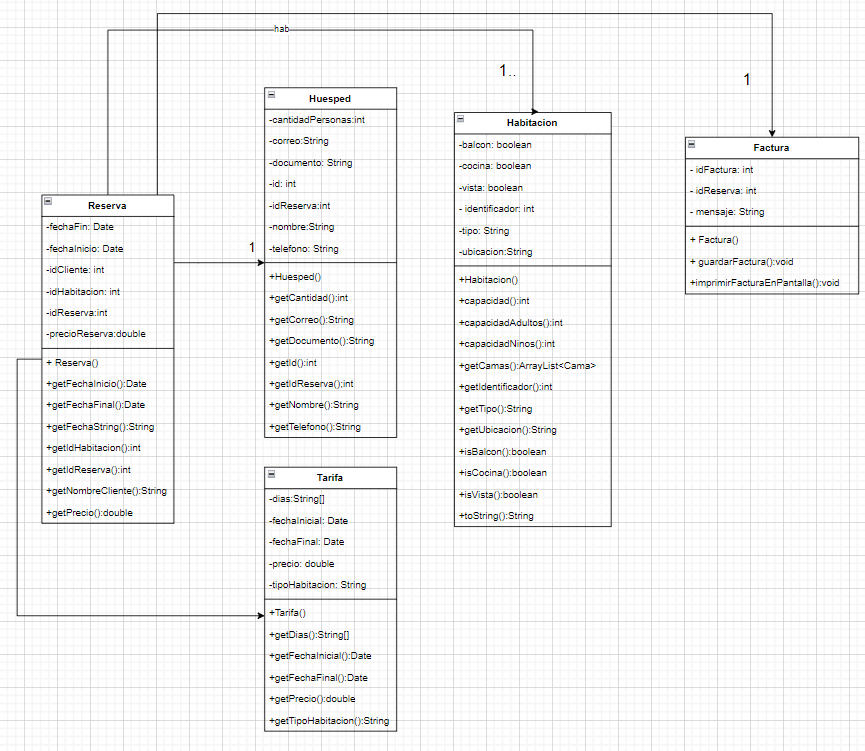 hab
1..
1
Huesped
-cantidadPersonas:int
-correo:String
-documento: String
-id: int
-idReserva:int
-nombre:String
-telefono: String
+Huesped()
+getCantidad():int
+getCorreo():String
+getDocumento():String
+getId():int
+getIdReserva():int
+getNombre():String
+getTelefono():String
Habitacion
-balcon: boolean
-cocina: boolean
-vista: boolean
- identificador: int
-tipo: String
-ubicacion:String
+Habitacion()
+capacidad():int
+capacidadAdultos():int
+capacidadNinos():int
+getCamas():ArrayList<Cama>
+getIdentificador():int
+getTipo():String
+getUbicacion():String
+isBalcon():boolean
+isCocina():boolean
+isVista():boolean
+toString():String
Factura
- idFactura: int
- idReserva: int
- mensaje: String
+ Factura()
+ guardarFactura():void
+imprimirFacturaEnPantalla():void
Reserva
-fechaFin: Date
-fechaInicio: Date
-idCliente: int
-idHabitacion: int
-idReserva:int
-precioReserva:double
+ Reserva()
+getFechaInicio():Date
+getFechaFinal():Date
+getFechaString():String
+getIdHabitacion():int
+getIdReserva():int
+getNombreCliente():String
+getPrecio():double
1
Tarifa
-dias:String[]
-fechaInicial: Date
-fechaFinal: Date
-precio: double
-tipoHabitacion: String
+Tarifa()
+getDias():String[]
+getFechaInicial():Date
+getFechaFinal():Date
+getPrecio():double
+getTipoHabitacion():String